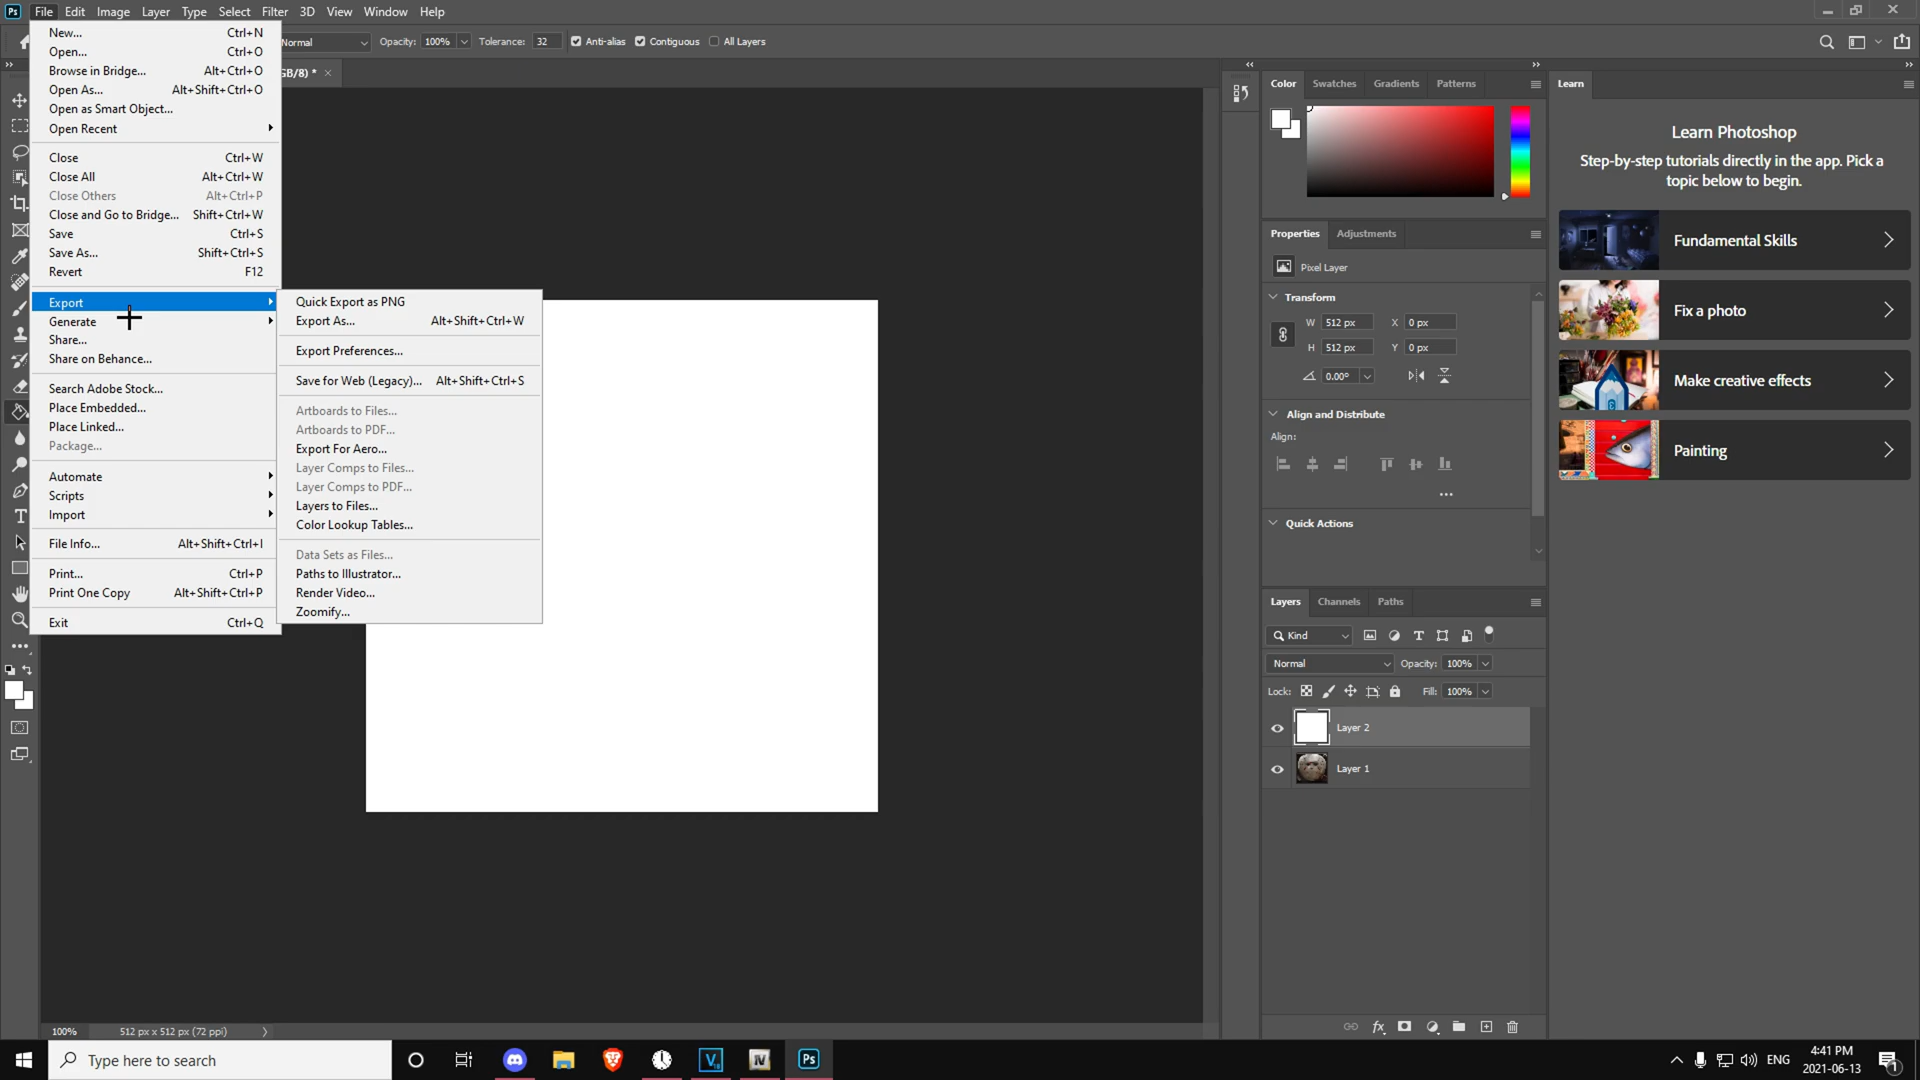 Ps File Edit Image Layer Type Select Filter 3D View Window Help
Normal Opacity: 100% Tolerance: 32 Anti-alias Contiguous All Layers
GB/8) * ×
New... Ctrl+N
Open... Ctrl+O
Browse in Bridge... Alt+Ctrl+O
Open As... Alt+Shift+Ctrl+O
Open as Smart Object...
Open Recent
Close Ctrl+W
Close All Alt+Ctrl+W
Close Others Alt+Ctrl+P
Close and Go to Bridge... Shift+Ctrl+W
Save Ctrl+S
Save As... Shift+Ctrl+S
Revert F12
Export
Generate
Share...
Share on Behance...
Search Adobe Stock...
Place Embedded...
Place Linked...
Package...
Automate
Scripts
Import
File Info... Alt+Shift+Ctrl+I
Print... Ctrl+P
Print One Copy Alt+Shift+Ctrl+P
Exit Ctrl+Q
Quick Export as PNG
Export As... Alt+Shift+Ctrl+W
Export Preferences...
Save for Web (Legacy)... Alt+Shift+Ctrl+S
Artboards to Files...
Artboards to PDF...
Export For Aero...
Layer Comps to Files...
Layer Comps to PDF...
Layers to Files...
Color Lookup Tables...
Data Sets as Files...
Paths to Illustrator...
Render Video...
Zoomify...
Color Swatches Gradients Patterns
Properties Adjustments
Pixel Layer
Transform
W 512 px X 0 px
H 512 px Y 0 px
0.00°
Align and Distribute
Align:
Quick Actions
Layers Channels Paths
Kind
Normal Opacity: 100%
Lock: Fill: 100%
Layer 2
Layer 1
fx
Learn
Learn Photoshop
Step-by-step tutorials directly in the app. Pick a
topic below to begin.
Fundamental Skills
Fix a photo
Make creative effects
Painting
100% 512 px x 512 px (72 ppi)
Type here to search
V IV Ps
ENG
4:41 PM
2021-06-13
1